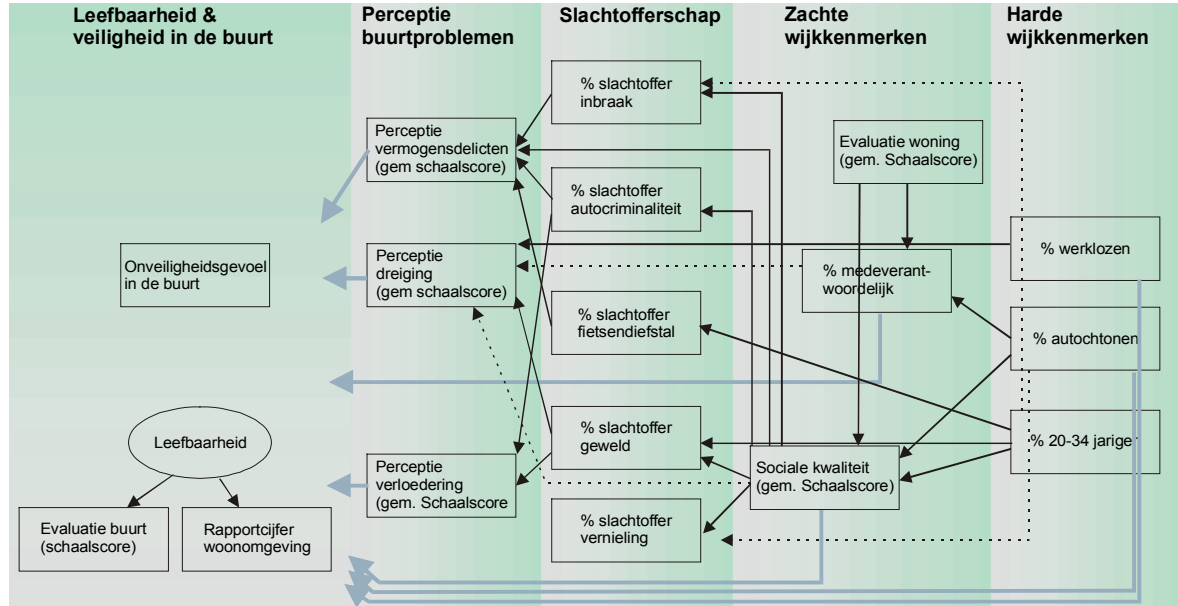 Leefbaarheid &
veiligheid in de buurt
Perceptie
buurtproblemen
Slachtofferschap
Zachte
wijkkenmerken
Harde
wijkkenmerken
Onveiligheidsgevoel
in de buurt
Leefbaarheid
Evaluatie buurt
(schaalscore)
Rapportcijfer
woonomgeving
Perceptie
vermogensdelicten
(gem schaalscore)
Perceptie
dreiging
(gem schaalscore)
Perceptie
verloedering
(gem. Schaalscore
% slachtoffer
inbraak
% slachtoffer
autocriminaliteit
% slachtoffer
fietsendiefstal
% slachtoffer
geweld
% slachtoffer
vernieling
Evaluatie woning
(gem. Schaalscore)
% medeverant-
woordelijk
Sociale kwaliteit
(gem. Schaalscore)
% werklozen
% autochtonen
% 20-34 jariger